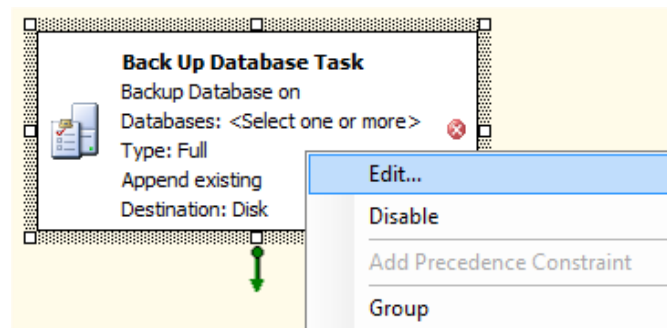 Back Up Database Task
Backup Database on
Databases: <Select one or more>
Type: Full
Append existing
Destination: Disk
Edit...
Disable
Add Precedence Constraint
Group